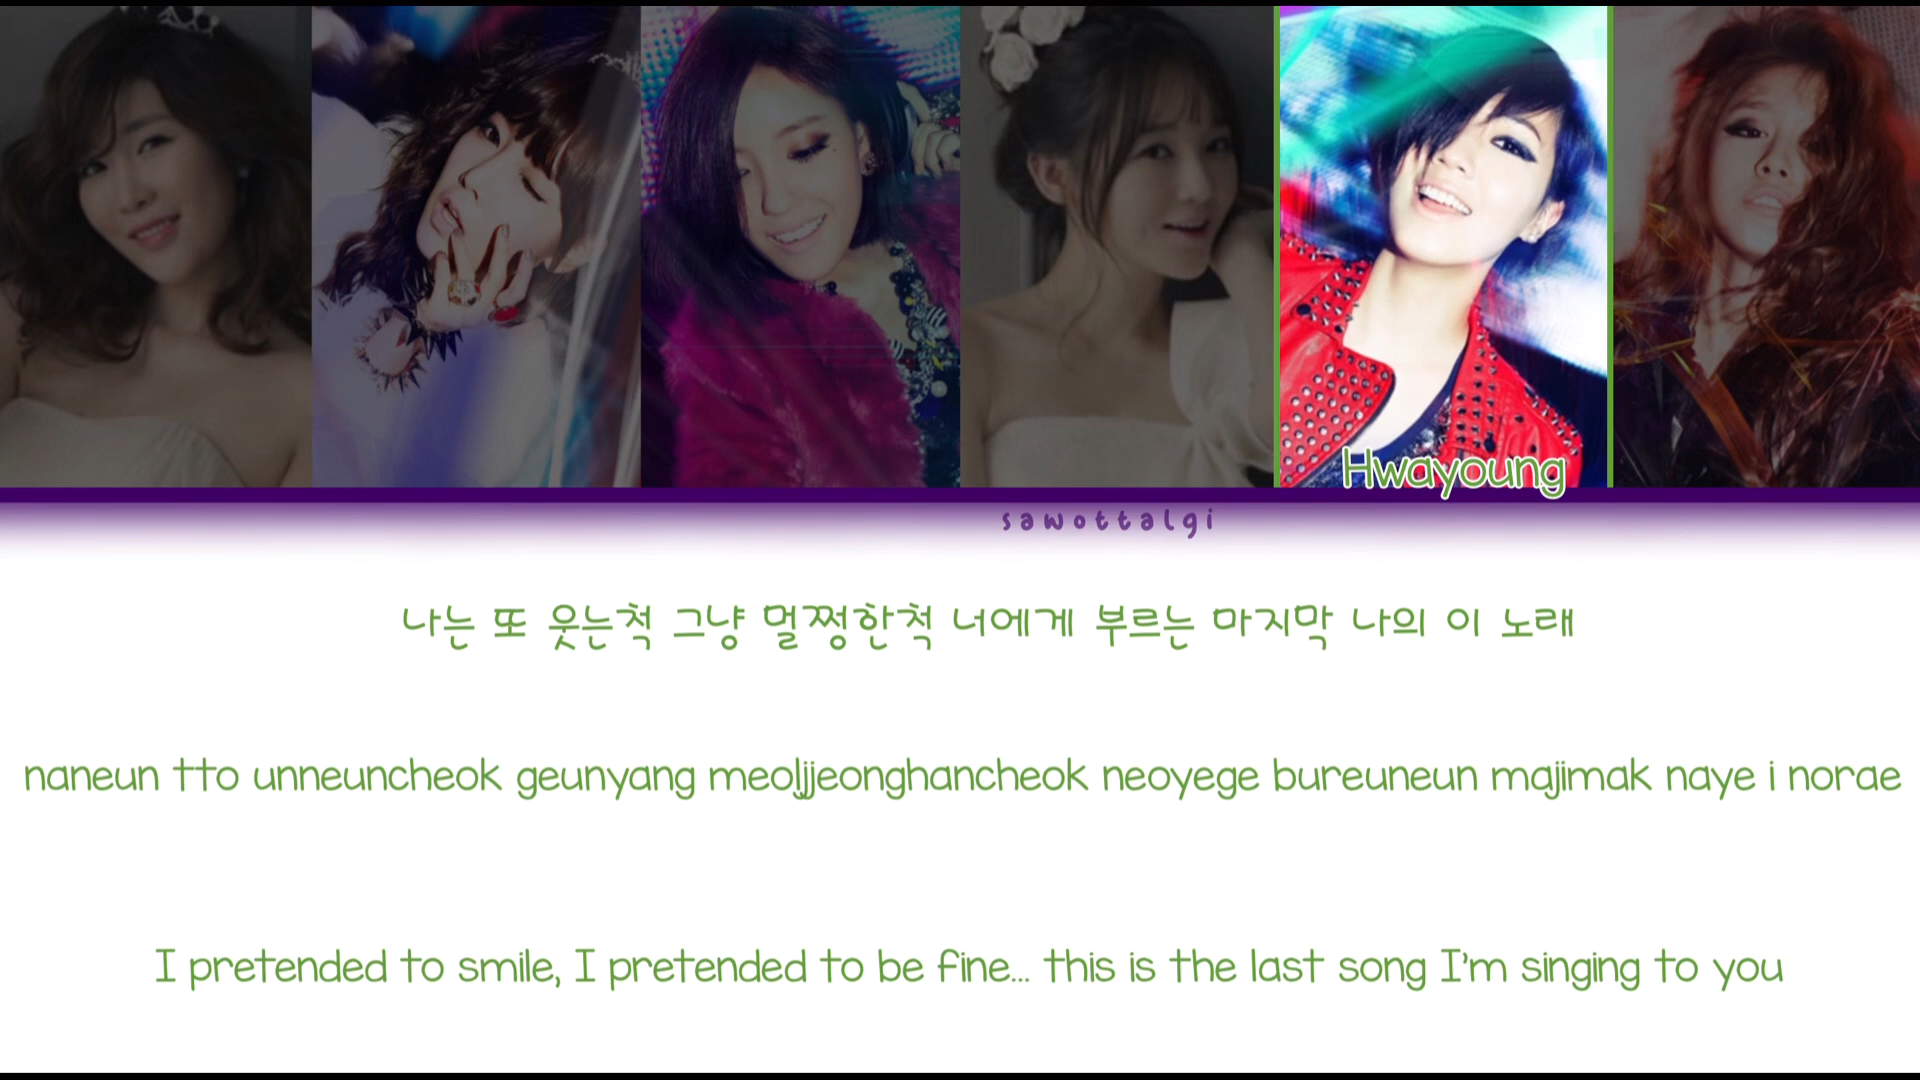 Hwayoung
sawottalgi
나는 또 웃는척 그냥 멀쩡한척 너에게 부르는 마지막 나의 이 노래
naneun tto unneuncheok geunyang meoljjeonghancheok neoyege bureuneun majimak naye i norae
I pretended to smile, I pretended to be fine... this is the last song I'm singing to you